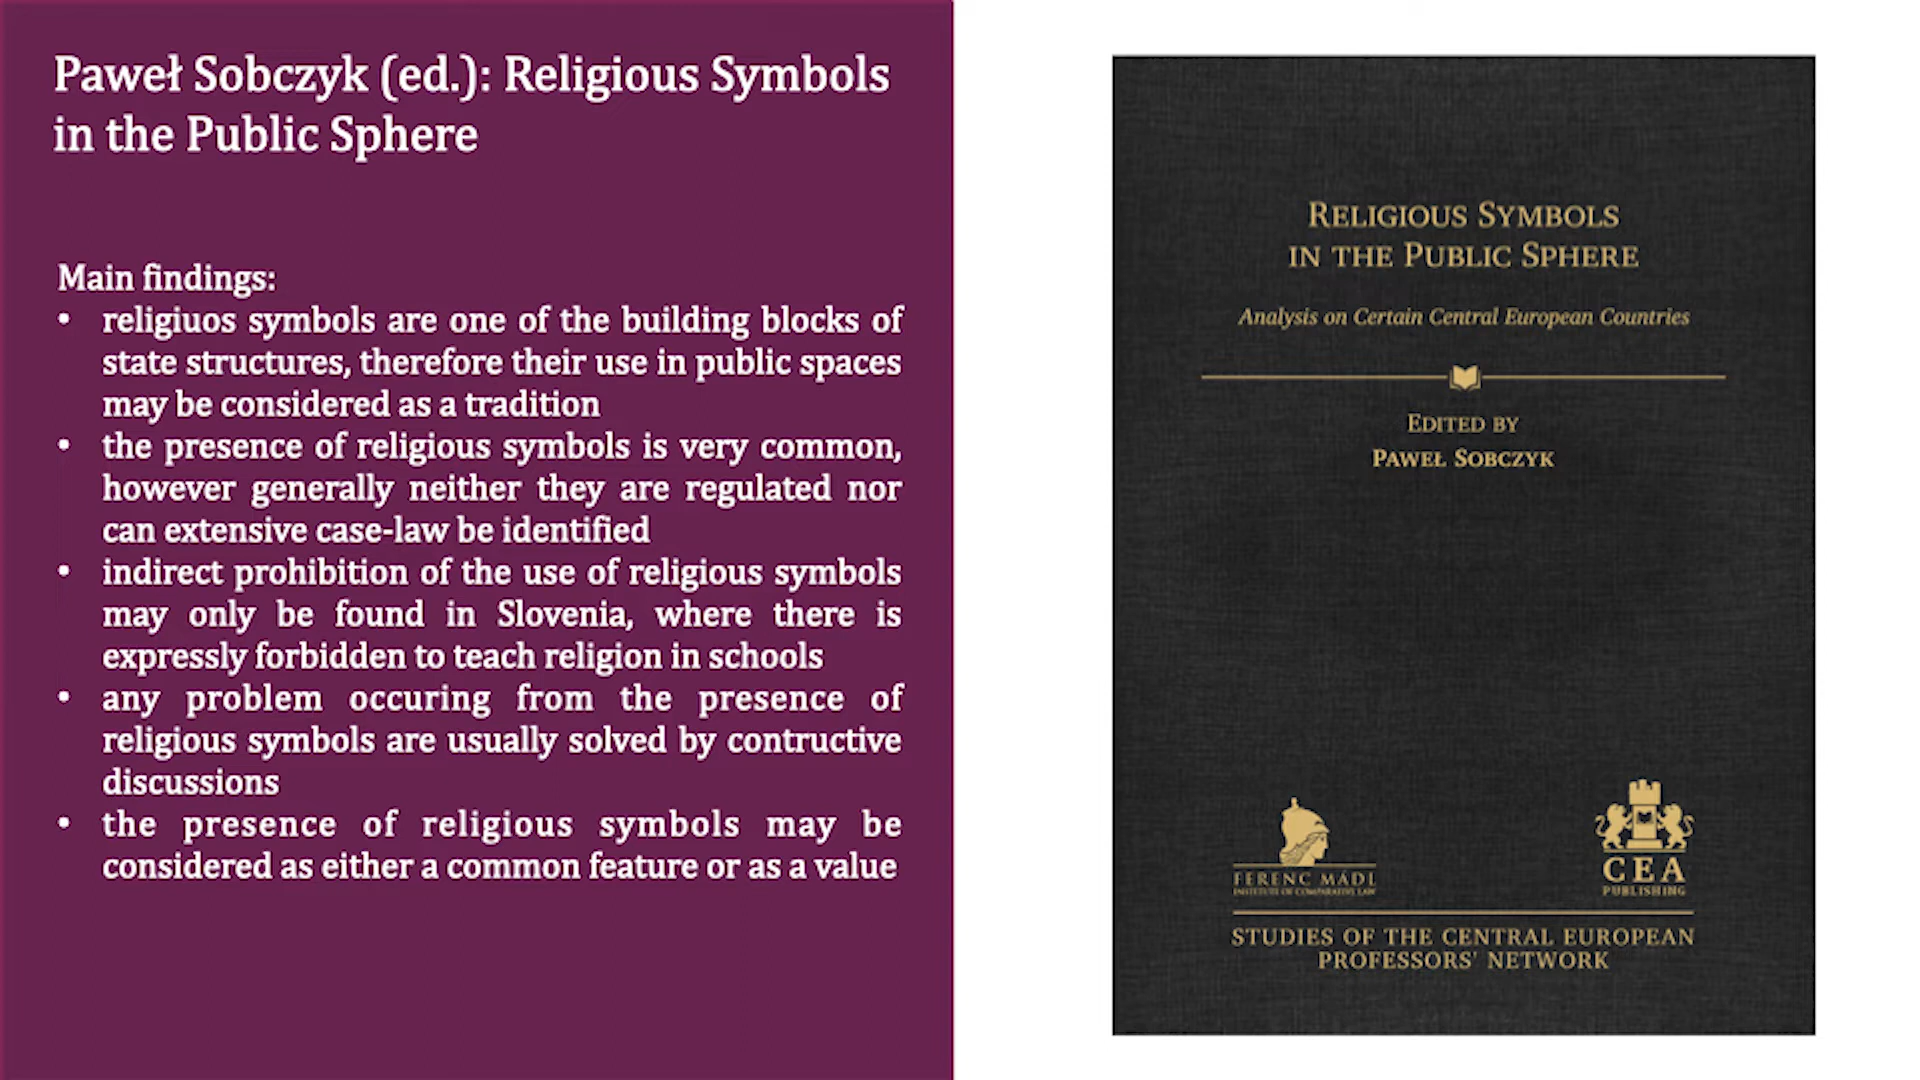 Paweł Sobczyk (ed.): Religious Symbols
in the Public Sphere
Main findings:
• religiuos symbols are one of the building blocks of
state structures, therefore their use in public spaces
may be considered as a tradition
• the presence of religious symbols is very common,
however generally neither they are regulated nor
can extensive case-law be identified
• indirect prohibition of the use of religious symbols
may only be found in Slovenia, where there is
expressly forbidden to teach religion in schools
• any problem occuring from the presence of
religious symbols are usually solved by contructive
discussions
• the presence of religious symbols may be
considered as either a common feature or as a value
RELIGIOUS SYMBOLS
IN THE PUBLIC SPHERE
Analysis on Certain Central European Countries
EDITED BY
PAWEŁ SOBCZYK
FERENC MÁDL
INSTITUTE OF COMPARATIVE LAW
CEA
PUBLISHING
STUDIES OF THE CENTRAL EUROPEAN
PROFESSORS' NETWORK